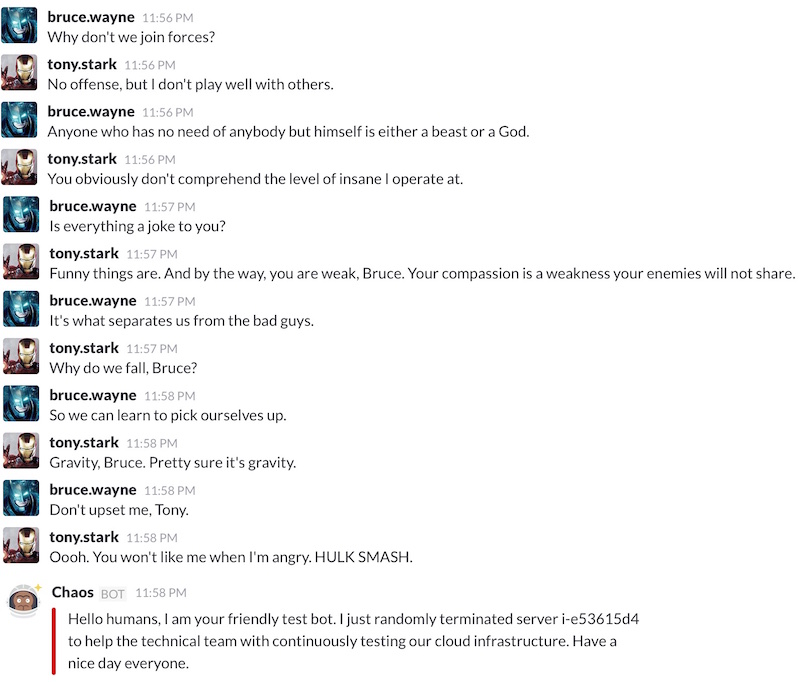 bruce.wayne 11:56 PM
Why don't we join forces?
tony.stark 11:56 PM
No offense, but I don't play well with others.
bruce.wayne 11:56 PM
Anyone who has no need of anybody but himself is either a beast or a God.
tony.stark 11:56 PM
You obviously don't comprehend the level of insane I operate at.
bruce.wayne 11:57 PM
Is everything a joke to you?
tony.stark 11:57 PM
Funny things are. And by the way, you are weak, Bruce. Your compassion is a weakness your enemies will not share.
bruce.wayne 11:57 PM
It's what separates us from the bad guys.
tony.stark 11:57 PM
Why do we fall, Bruce?
bruce.wayne 11:58 PM
So we can learn to pick ourselves up.
tony.stark 11:58 PM
Gravity, Bruce. Pretty sure it's gravity.
bruce.wayne 11:58 PM
Don't upset me, Tony.
tony.stark 11:58 PM
Oooh. You won't like me when I'm angry. HULK SMASH.
Chaos BOT 11:58 PM
Hello humans, I am your friendly test bot. I just randomly terminated server i-e53615d4
to help the technical team with continuously testing our cloud infrastructure. Have a
nice day everyone.